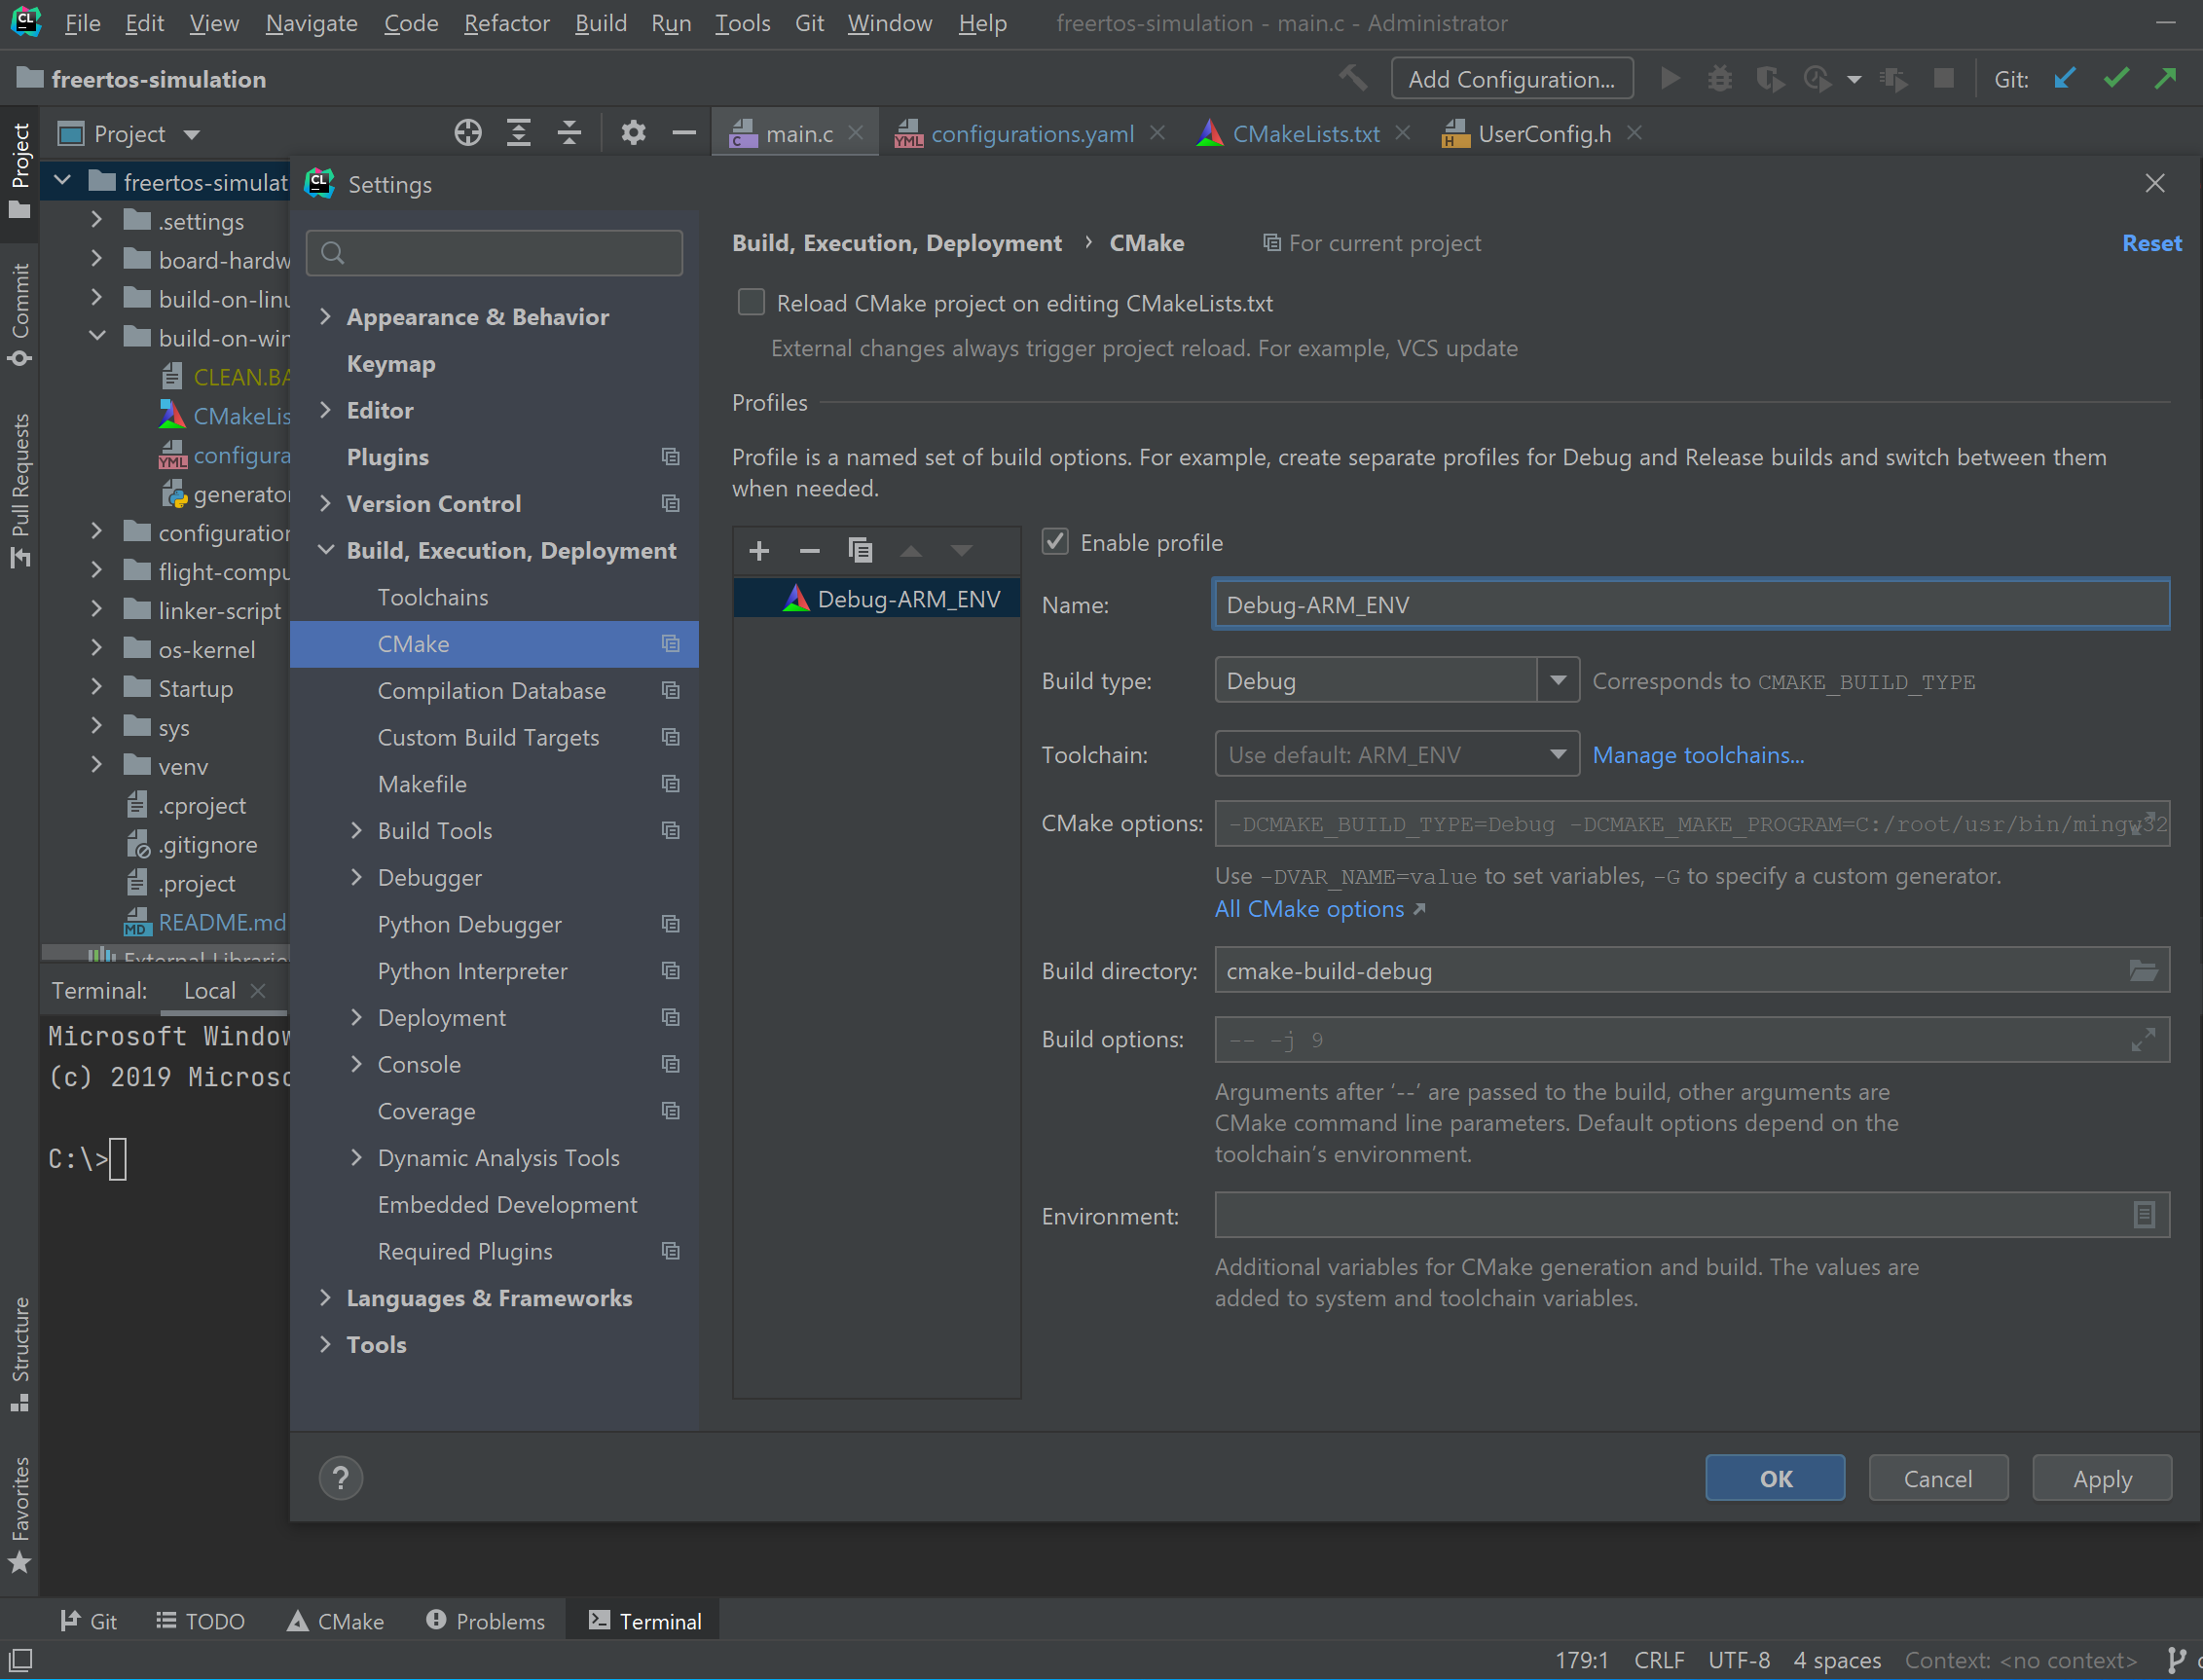 File Edit View Navigate Code Refactor Build Run Tools Git Window Help freertos-simulation - main.c - Administrator
freertos-simulation Add Configuration... Git:
Project main.c configurations.yaml CMakeLists.txt UserConfig.h
Project
Commit
Pull Requests
Structure
Favorites
freertos-simulat
.settings
board-hardw
build-on-linu
build-on-win
CLEAN.BA
CMakeLis
configura
generator
configuration
flight-compu
linker-script
os-kernel
Startup
sys
venv
.cproject
.gitignore
.project
README.md
External Libraries
Terminal: Local
Microsoft Window
(c) 2019 Microso
C:\>
Settings
Appearance & Behavior
Keymap
Editor
Plugins
Version Control
Build, Execution, Deployment
Toolchains
CMake
Compilation Database
Custom Build Targets
Makefile
Build Tools
Debugger
Python Debugger
Python Interpreter
Deployment
Console
Coverage
Dynamic Analysis Tools
Embedded Development
Required Plugins
Languages & Frameworks
Tools
Build, Execution, Deployment › CMake For current project Reset
Reload CMake project on editing CMakeLists.txt
External changes always trigger project reload. For example, VCS update
Profiles
Profile is a named set of build options. For example, create separate profiles for Debug and Release builds and switch between them
when needed.
Debug-ARM_ENV
Enable profile
Name: Debug-ARM_ENV
Build type: Debug Corresponds to CMAKE_BUILD_TYPE
Toolchain: Use default: ARM_ENV Manage toolchains...
CMake options: -DCMAKE_BUILD_TYPE=Debug -DCMAKE_MAKE_PROGRAM=C:/root/usr/bin/mingw32
Use -DVAR_NAME=value to set variables, -G to specify a custom generator.
All CMake options
Build directory: cmake-build-debug
Build options: -- -j 9
Arguments after ‘--’ are passed to the build, other arguments are
CMake command line parameters. Default options depend on the
toolchain’s environment.
Environment:
Additional variables for CMake generation and build. The values are
added to system and toolchain variables.
? OK Cancel Apply
Git TODO CMake Problems Terminal
179:1 CRLF UTF-8 4 spaces Context: <no context>